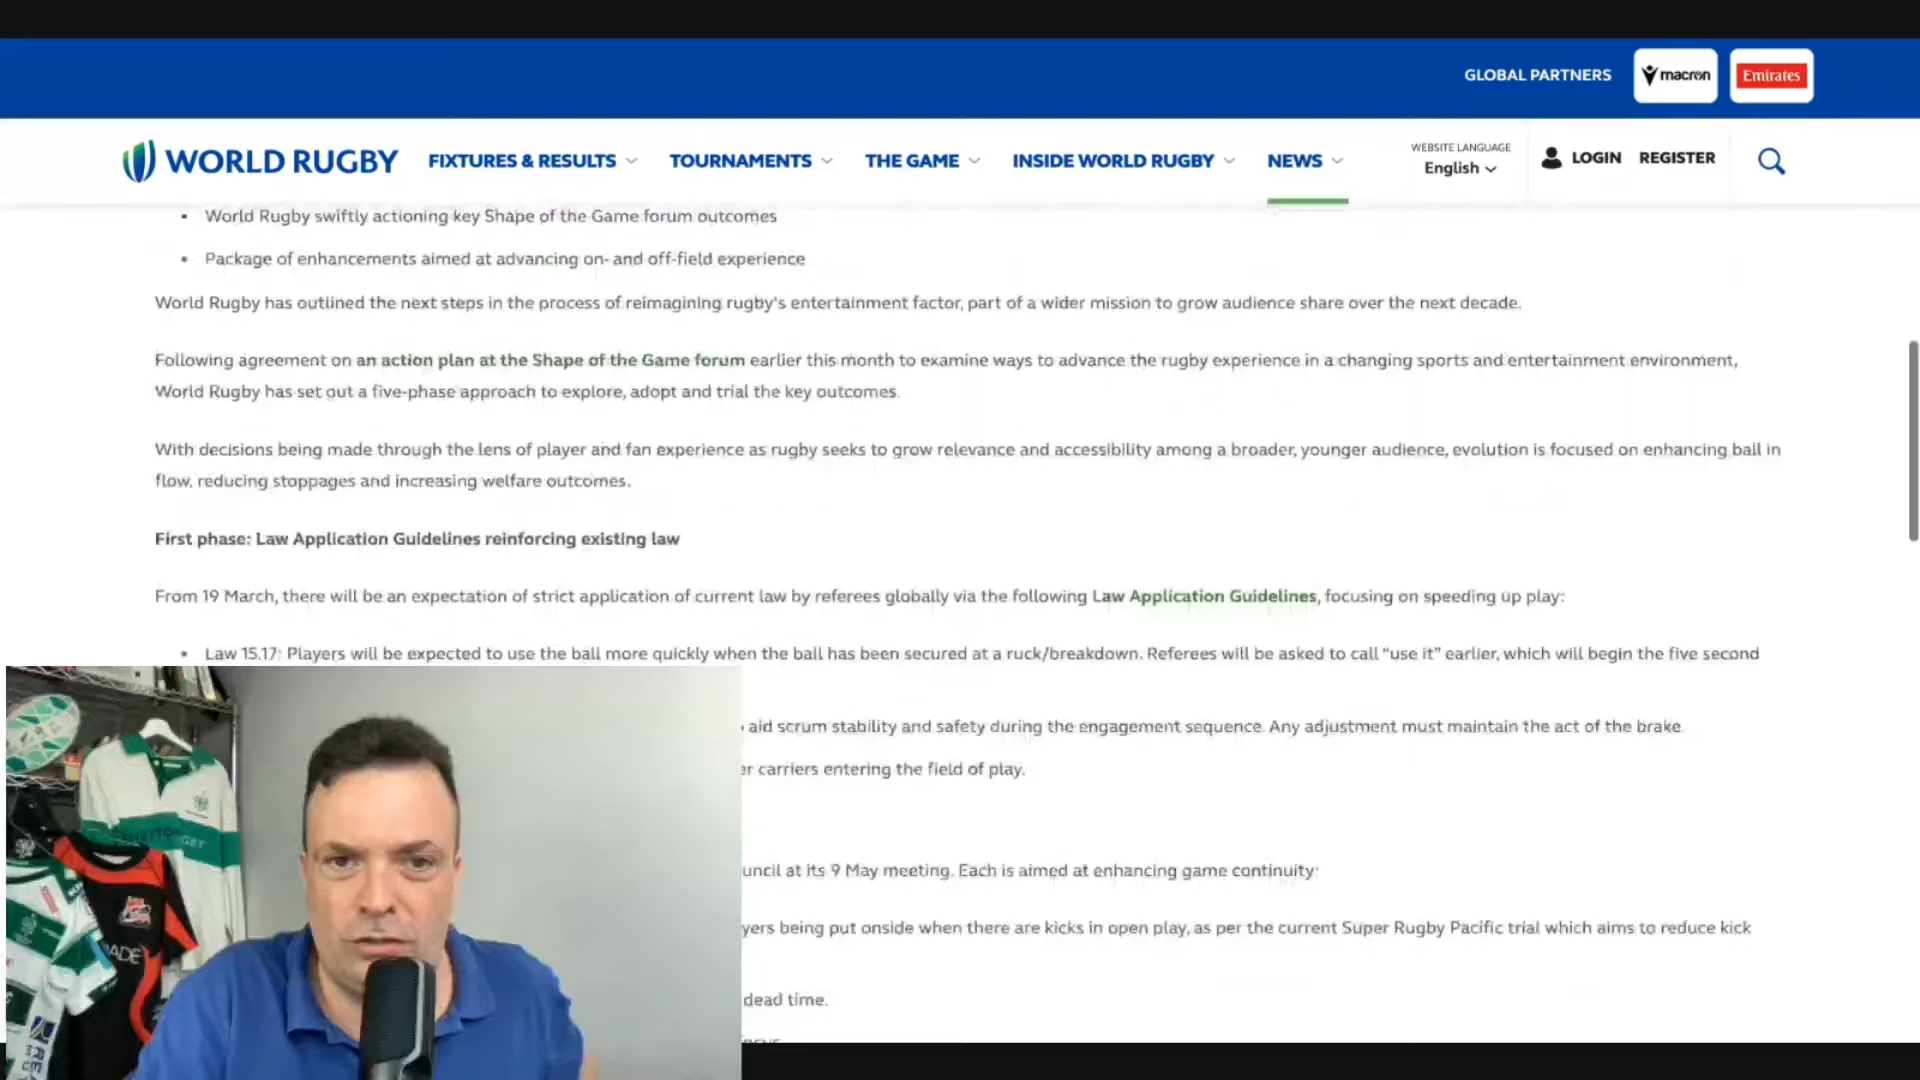 GLOBAL PARTNERS
macron
Emirates
WORLD RUGBY
FIXTURES & RESULTS
TOURNAMENTS
THE GAME
INSIDE WORLD RUGBY
NEWS
WEBSITE LANGUAGE
English
LOGIN
REGISTER
• World Rugby swiftly actioning key Shape of the Game forum outcomes
• Package of enhancements aimed at advancing on- and off-field experience
World Rugby has outlined the next steps in the process of reimagining rugby's entertainment factor, part of a wider mission to grow audience share over the next decade.
Following agreement on an action plan at the Shape of the Game forum earlier this month to examine ways to advance the rugby experience in a changing sports and entertainment environment,
World Rugby has set out a five-phase approach to explore, adopt and trial the key outcomes.
With decisions being made through the lens of player and fan experience as rugby seeks to grow relevance and accessibility among a broader, younger audience, evolution is focused on enhancing ball in
flow, reducing stoppages and increasing welfare outcomes.
First phase: Law Application Guidelines reinforcing existing law
From 19 March, there will be an expectation of strict application of current law by referees globally via the following Law Application Guidelines, focusing on speeding up play:
• Law 15.17: Players will be expected to use the ball more quickly when the ball has been secured at a ruck/breakdown. Referees will be asked to call "use it" earlier, which will begin the five second
aid scrum stability and safety during the engagement sequence. Any adjustment must maintain the act of the brake.
er carriers entering the field of play.
uncil at its 9 May meeting. Each is aimed at enhancing game continuity:
yers being put onside when there are kicks in open play, as per the current Super Rugby Pacific trial which aims to reduce kick
dead time.